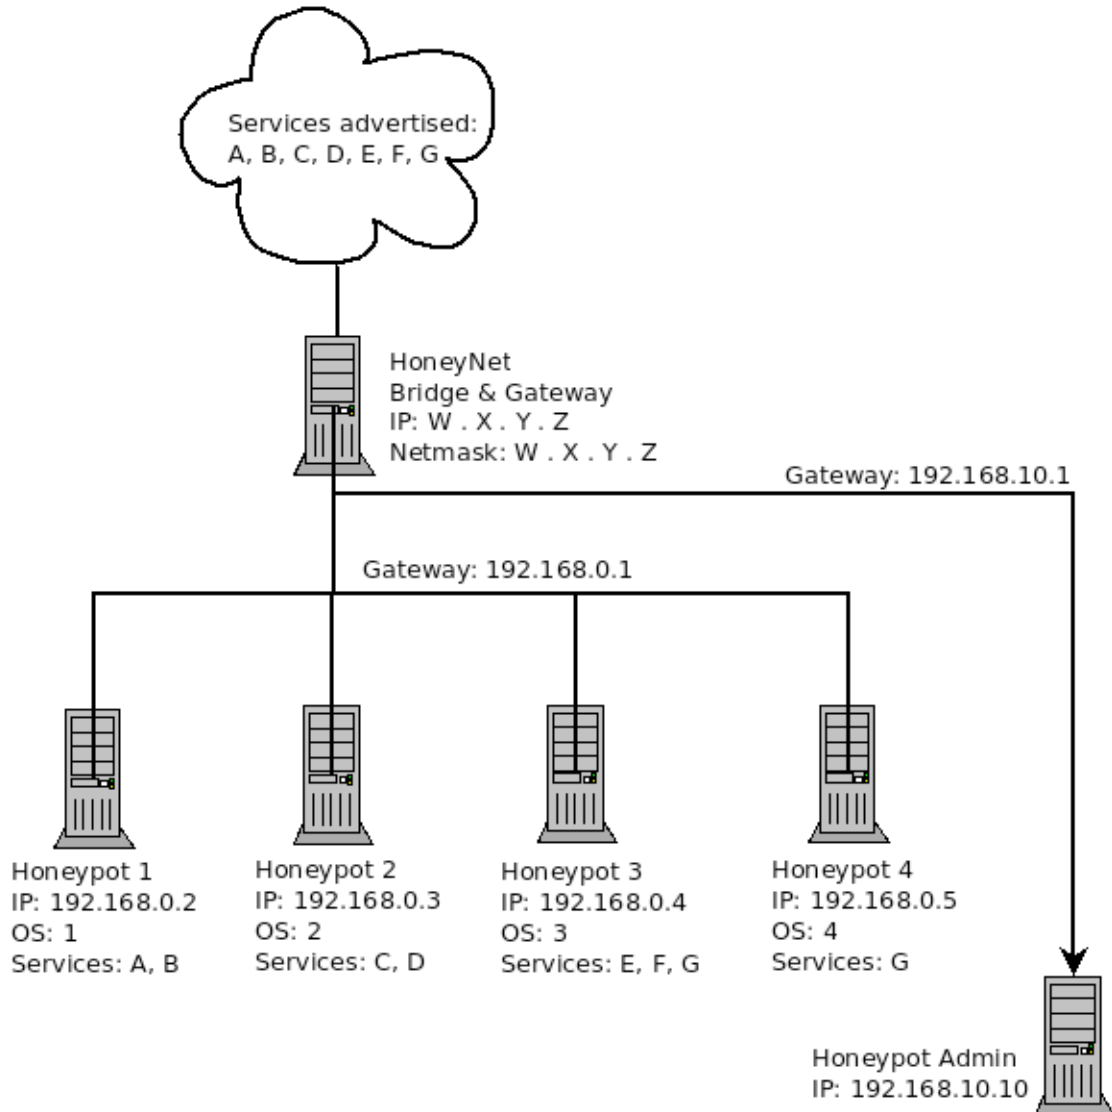 Services advertised:
A, B, C, D, E, F, G
HoneyNet
Bridge & Gateway
IP: W . X . Y . Z
Netmask: W . X . Y . Z
Gateway: 192.168.10.1
Gateway: 192.168.0.1
Honeypot 1
IP: 192.168.0.2
OS: 1
Services: A, B
Honeypot 2
IP: 192.168.0.3
OS: 2
Services: C, D
Honeypot 3
IP: 192.168.0.4
OS: 3
Services: E, F, G
Honeypot 4
IP: 192.168.0.5
OS: 4
Services: G
Honeypot Admin
IP: 192.168.10.10